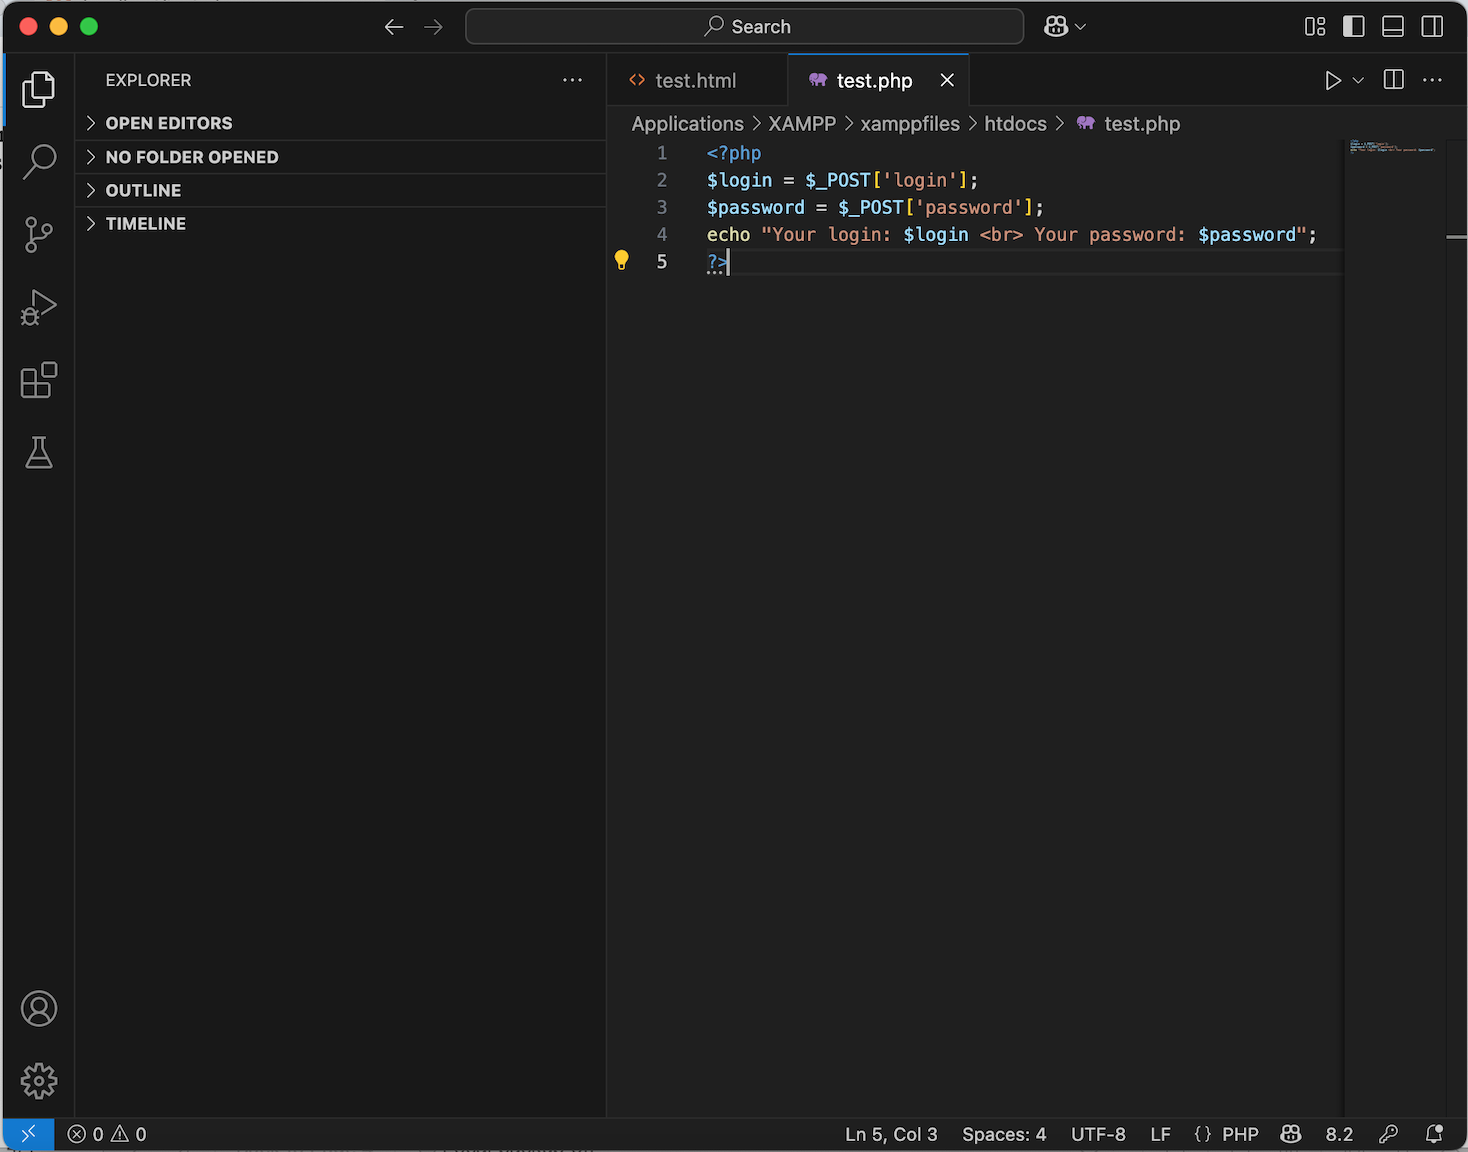 Search
EXPLORER
OPEN EDITORS
NO FOLDER OPENED
OUTLINE
TIMELINE
test.html
test.php
Applications > XAMPP > xamppfiles > htdocs > test.php
1 <?php
2 $login = $_POST['login'];
3 $password = $_POST['password'];
4 echo "Your login: $login <br> Your password: $password";
5 ?>
0 0
Ln 5, Col 3
Spaces: 4
UTF-8
LF
{} PHP
8.2